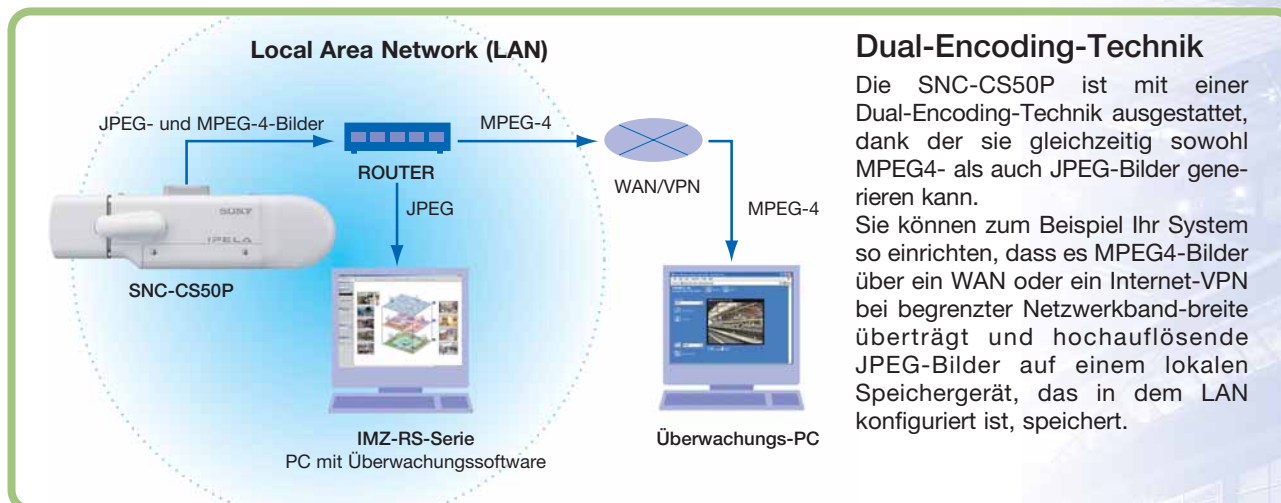 Local Area Network (LAN)
JPEG- und MPEG-4-Bilder
MPEG-4
ROUTER
WAN/VPN
JPEG
MPEG-4
SONY
IPELA
SNC-CS50P
IMZ-RS-Serie
PC mit Überwachungssoftware
Überwachungs-PC
Dual-Encoding-Technik
Die SNC-CS50P ist mit einer
Dual-Encoding-Technik ausgestattet,
dank der sie gleichzeitig sowohl
MPEG4- als auch JPEG-Bilder gene-
rieren kann.
Sie können zum Beispiel Ihr System
so einrichten, dass es MPEG4-Bilder
über ein WAN oder ein Internet-VPN
bei begrenzter Netzwerkband-breite
überträgt und hochauflösende
JPEG-Bilder auf einem lokalen
Speichergerät, das in dem LAN
konfiguriert ist, speichert.